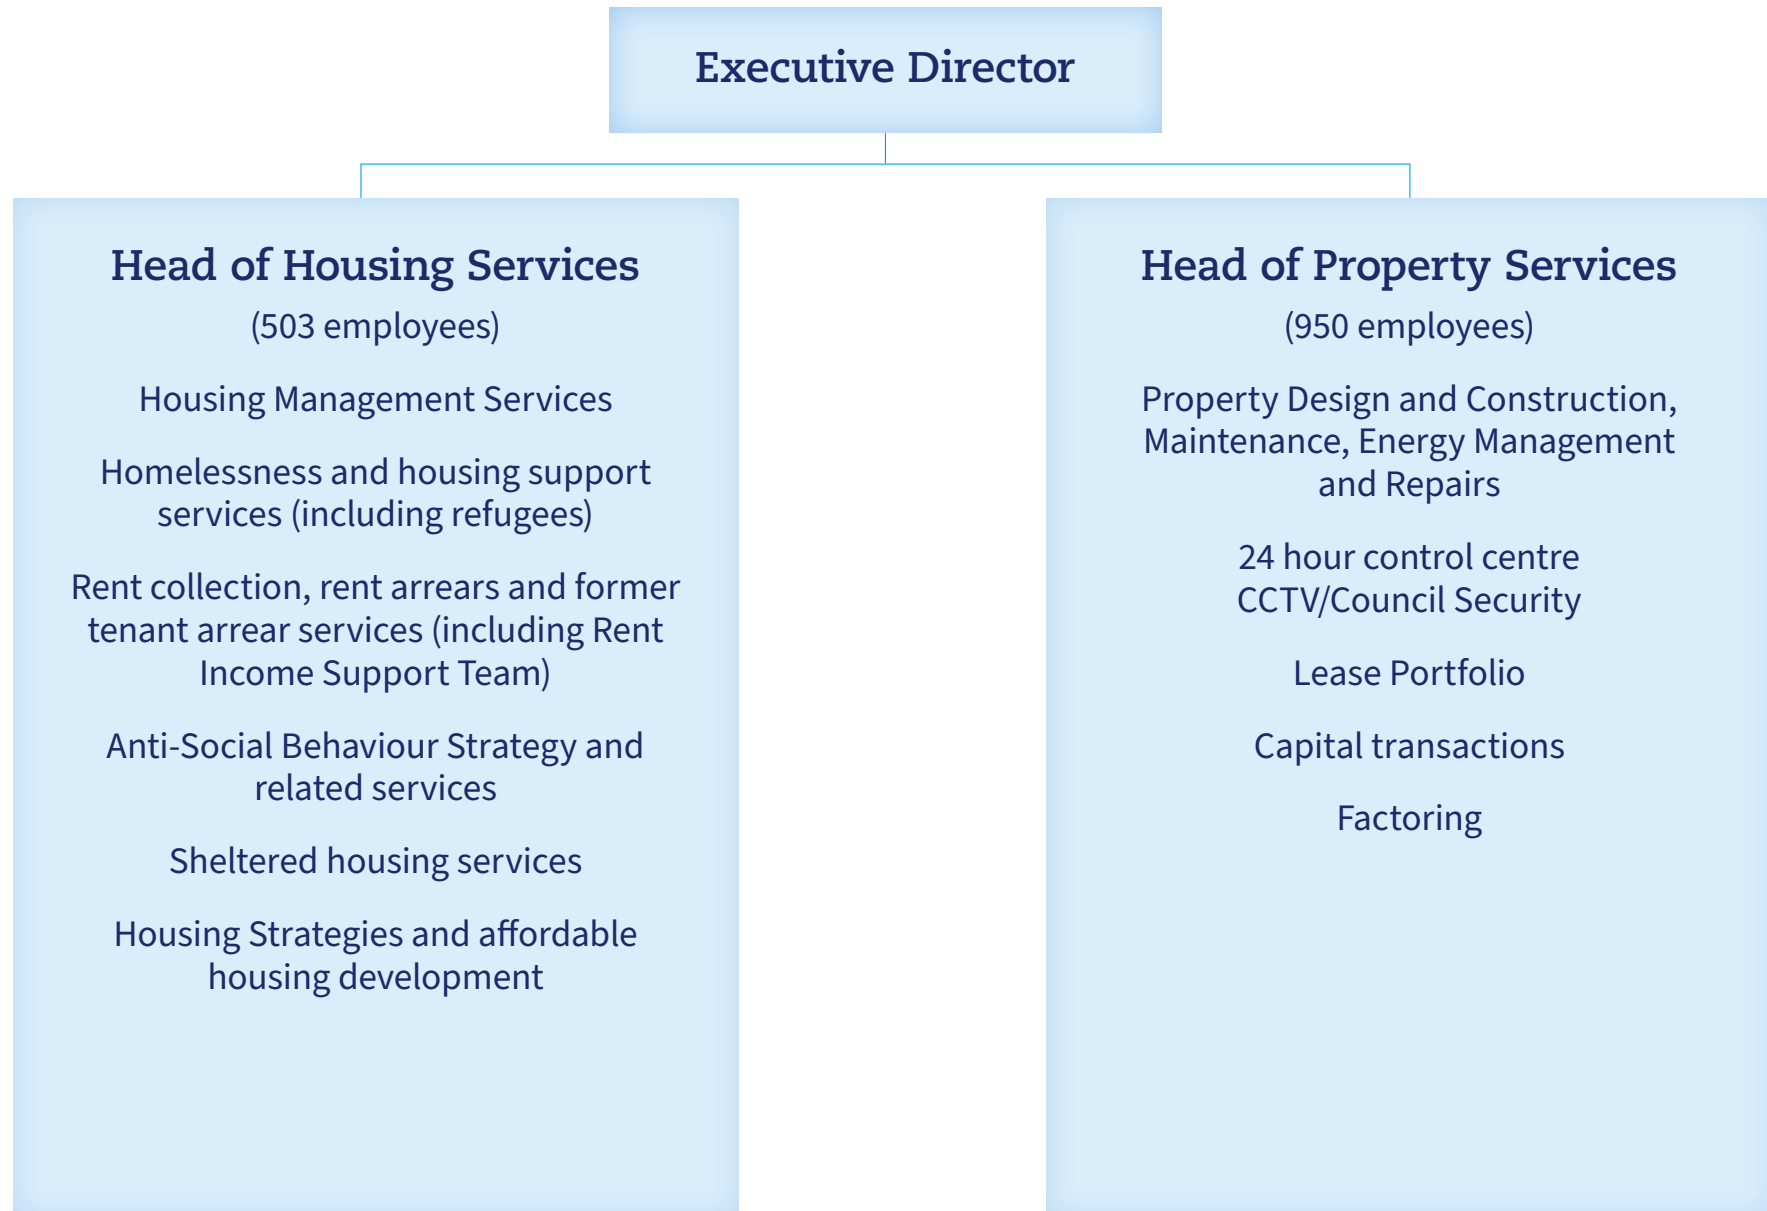 Executive Director
Head of Housing Services
(503 employees)
Housing Management Services
Homelessness and housing support
services (including refugees)
Rent collection, rent arrears and former
tenant arrear services (including Rent
Income Support Team)
Anti-Social Behaviour Strategy and
related services
Sheltered housing services
Housing Strategies and affordable
housing development
Head of Property Services
(950 employees)
Property Design and Construction,
Maintenance, Energy Management
and Repairs
24 hour control centre
CCTV/Council Security
Lease Portfolio
Capital transactions
Factoring